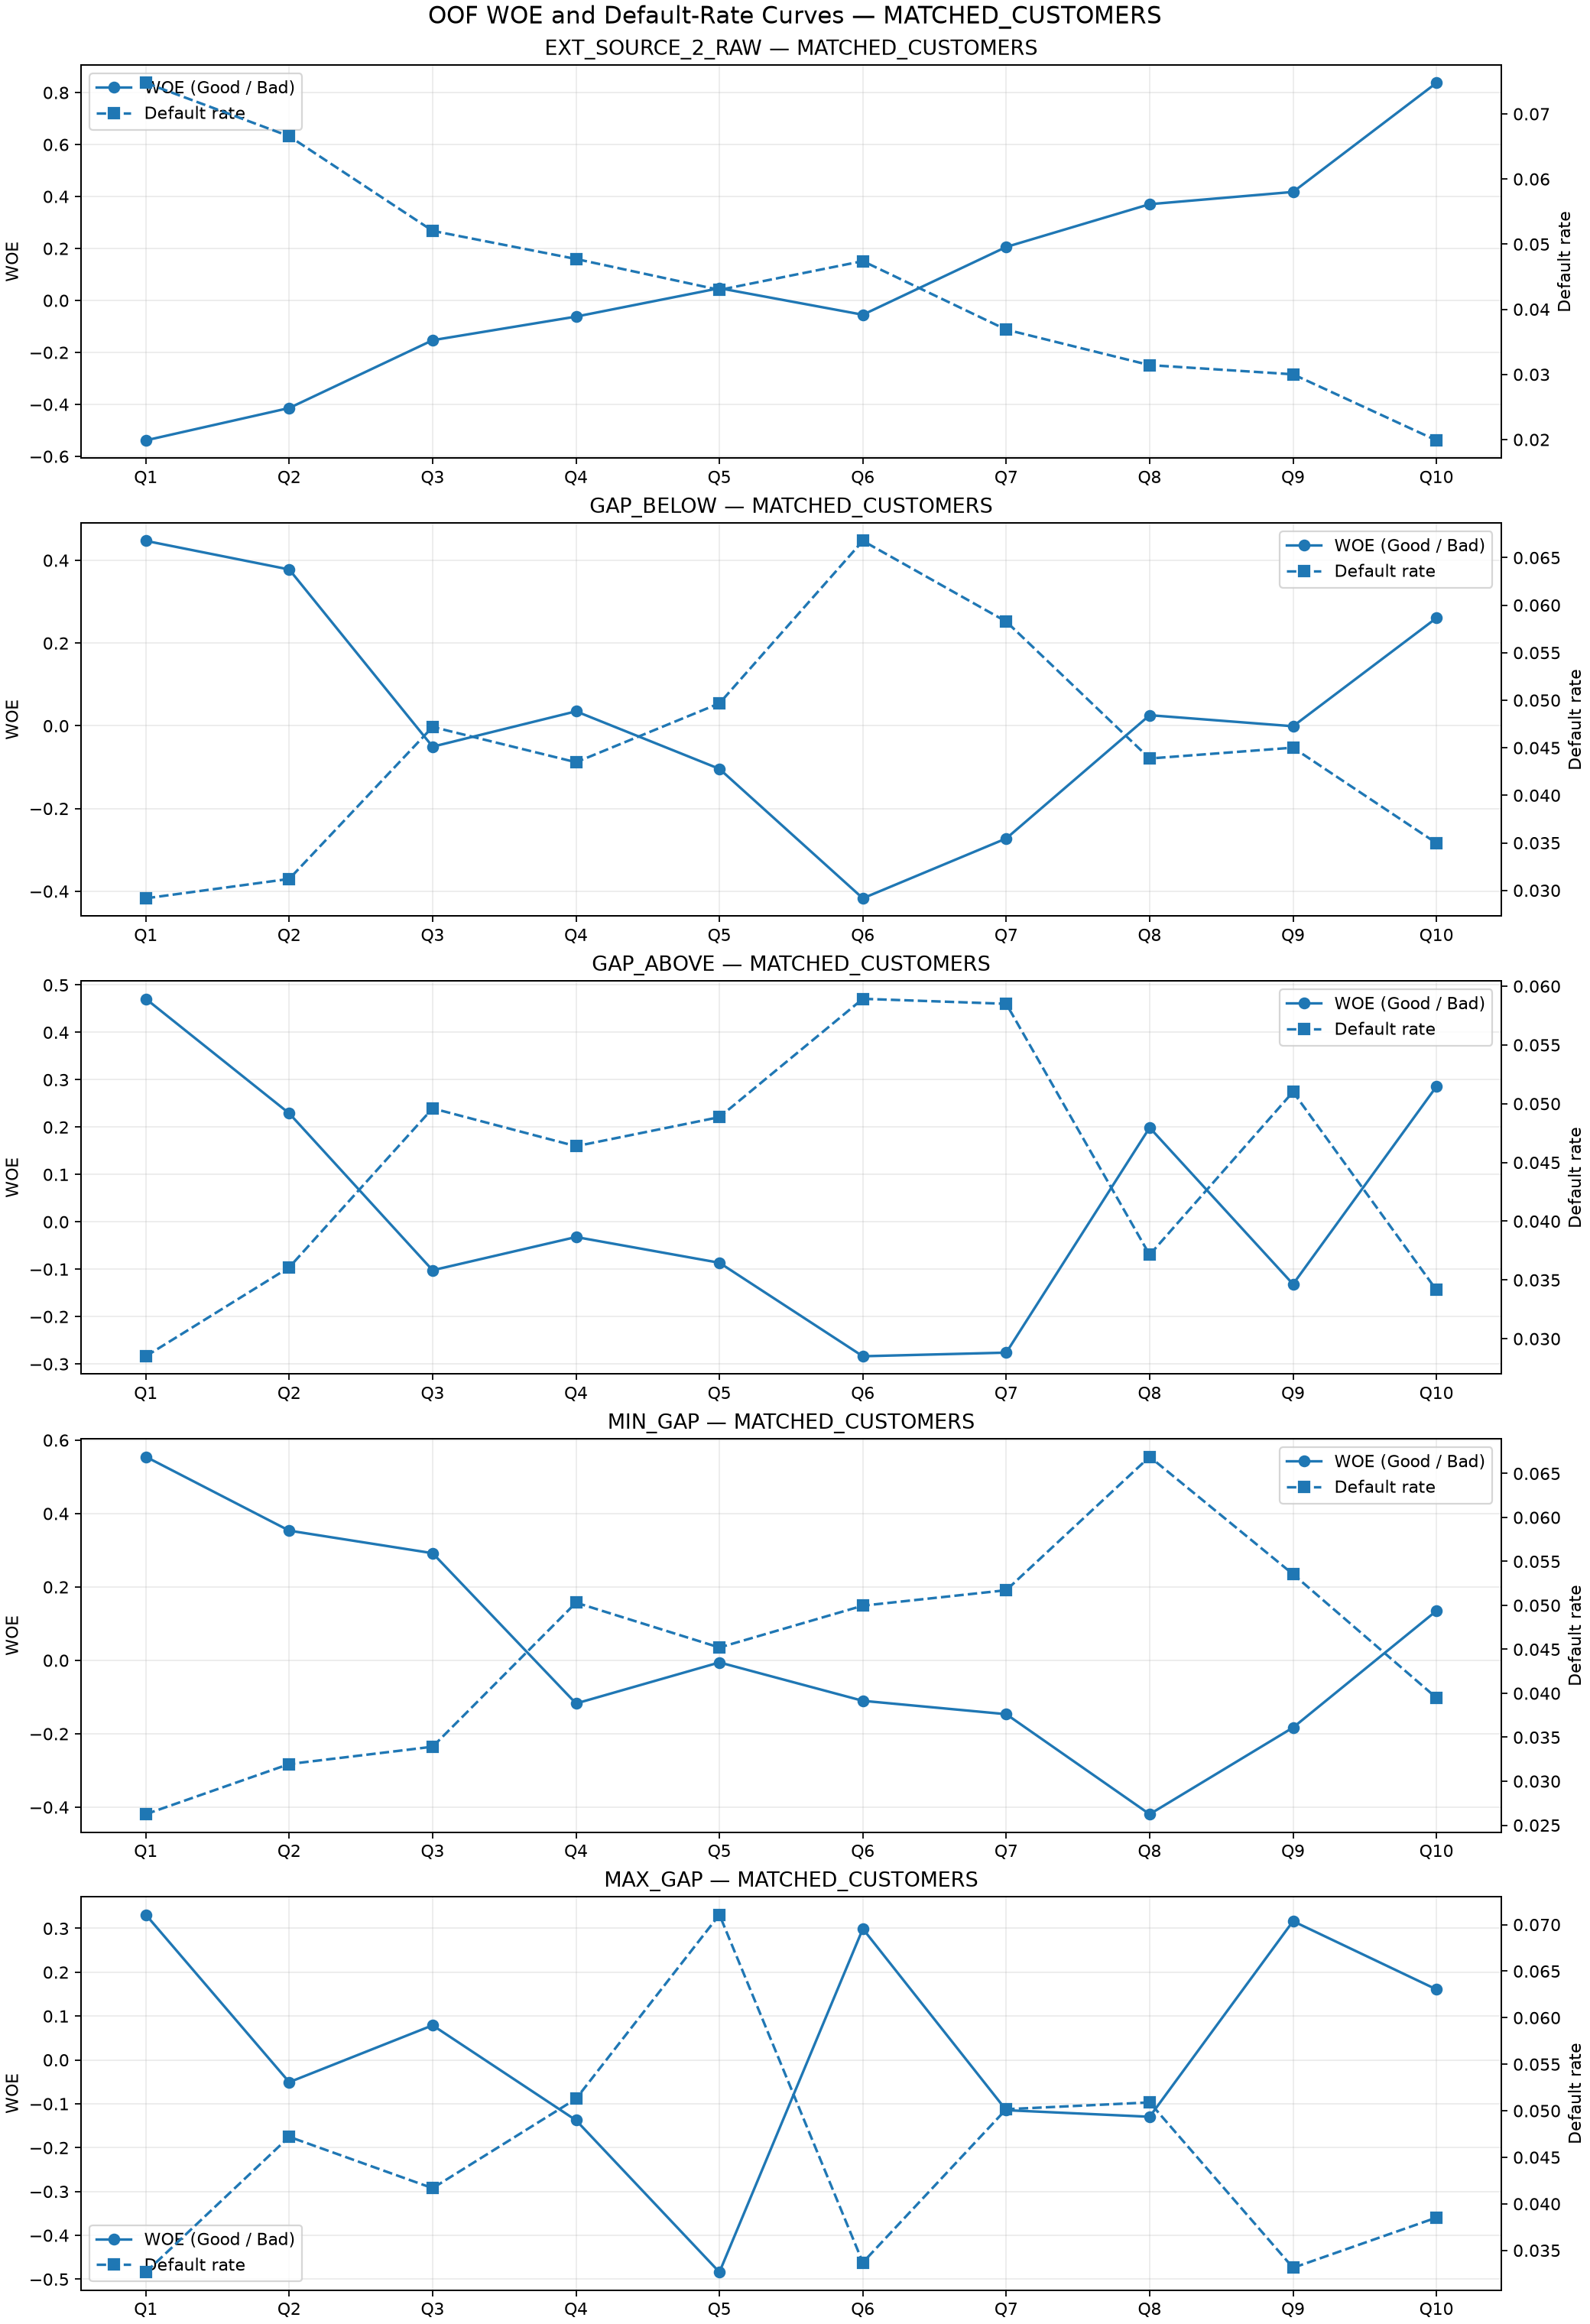 OOF WOE and Default-Rate Curves — MATCHED_CUSTOMERS
EXT_SOURCE_2_RAW — MATCHED_CUSTOMERS
WOE (Good / Bad)
Default rate
WOE
0.8
0.6
0.4
0.2
0.0
−0.2
−0.4
−0.6
0.07
0.06
0.05
0.04
0.03
0.02
Default rate
Q1 Q2 Q3 Q4 Q5 Q6 Q7 Q8 Q9 Q10
GAP_BELOW — MATCHED_CUSTOMERS
WOE (Good / Bad)
Default rate
WOE
0.4
0.2
0.0
−0.2
−0.4
0.065
0.060
0.055
0.050
0.045
0.040
0.035
0.030
Default rate
Q1 Q2 Q3 Q4 Q5 Q6 Q7 Q8 Q9 Q10
GAP_ABOVE — MATCHED_CUSTOMERS
WOE (Good / Bad)
Default rate
WOE
0.5
0.4
0.3
0.2
0.1
0.0
−0.1
−0.2
−0.3
0.060
0.055
0.050
0.045
0.040
0.035
0.030
Default rate
Q1 Q2 Q3 Q4 Q5 Q6 Q7 Q8 Q9 Q10
MIN_GAP — MATCHED_CUSTOMERS
WOE (Good / Bad)
Default rate
WOE
0.6
0.4
0.2
0.0
−0.2
−0.4
0.065
0.060
0.055
0.050
0.045
0.040
0.035
0.030
0.025
Default rate
Q1 Q2 Q3 Q4 Q5 Q6 Q7 Q8 Q9 Q10
MAX_GAP — MATCHED_CUSTOMERS
WOE
0.3
0.2
0.1
0.0
−0.1
−0.2
−0.3
−0.4
−0.5
0.070
0.065
0.060
0.055
0.050
0.045
0.040
0.035
Default rate
WOE (Good / Bad)
Default rate
Q1 Q2 Q3 Q4 Q5 Q6 Q7 Q8 Q9 Q10